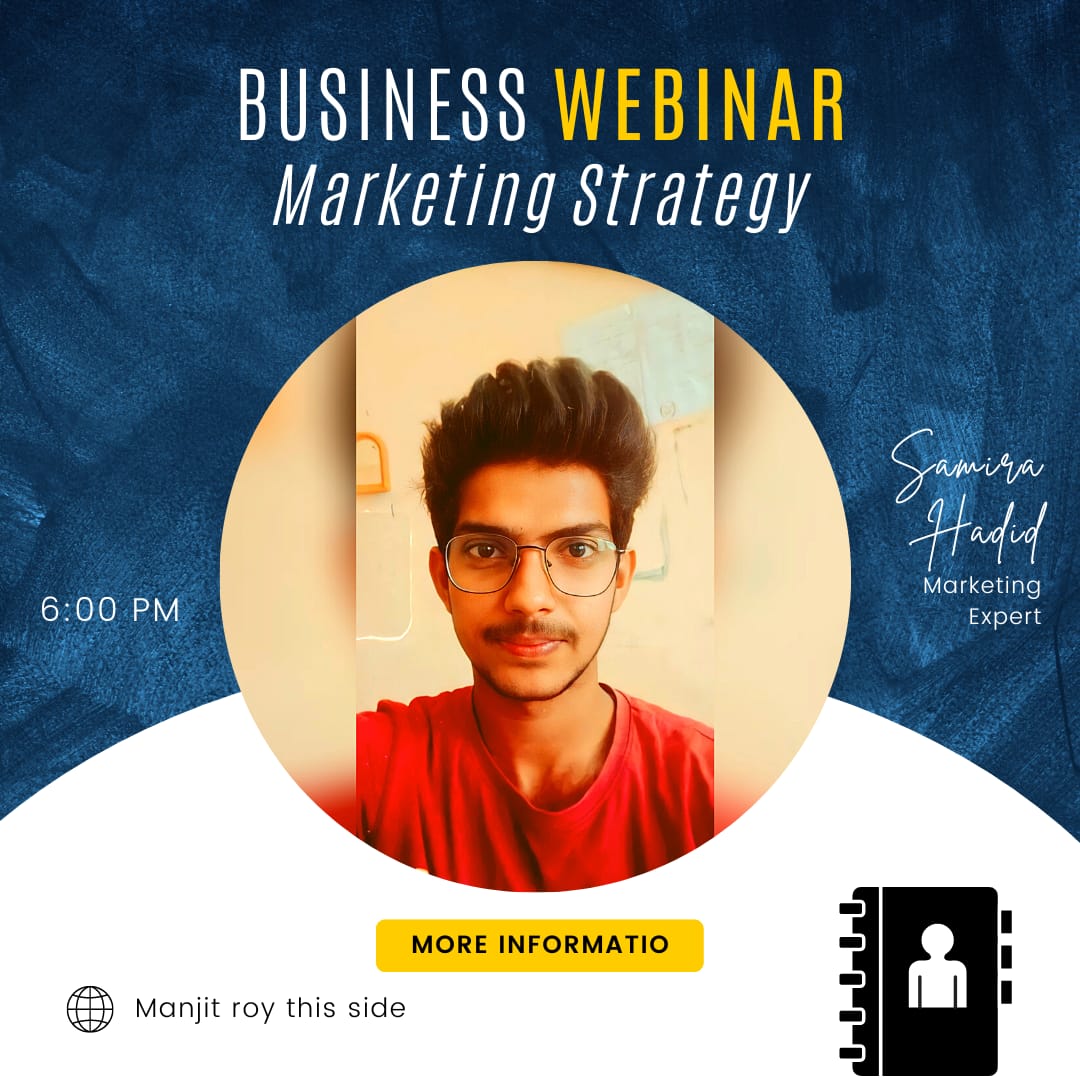 BUSINESS WEBINAR
Marketing Strategy
Samira
Hadid
Marketing
Expert
6:00 PM
MORE INFORMATIO
Manjit roy this side